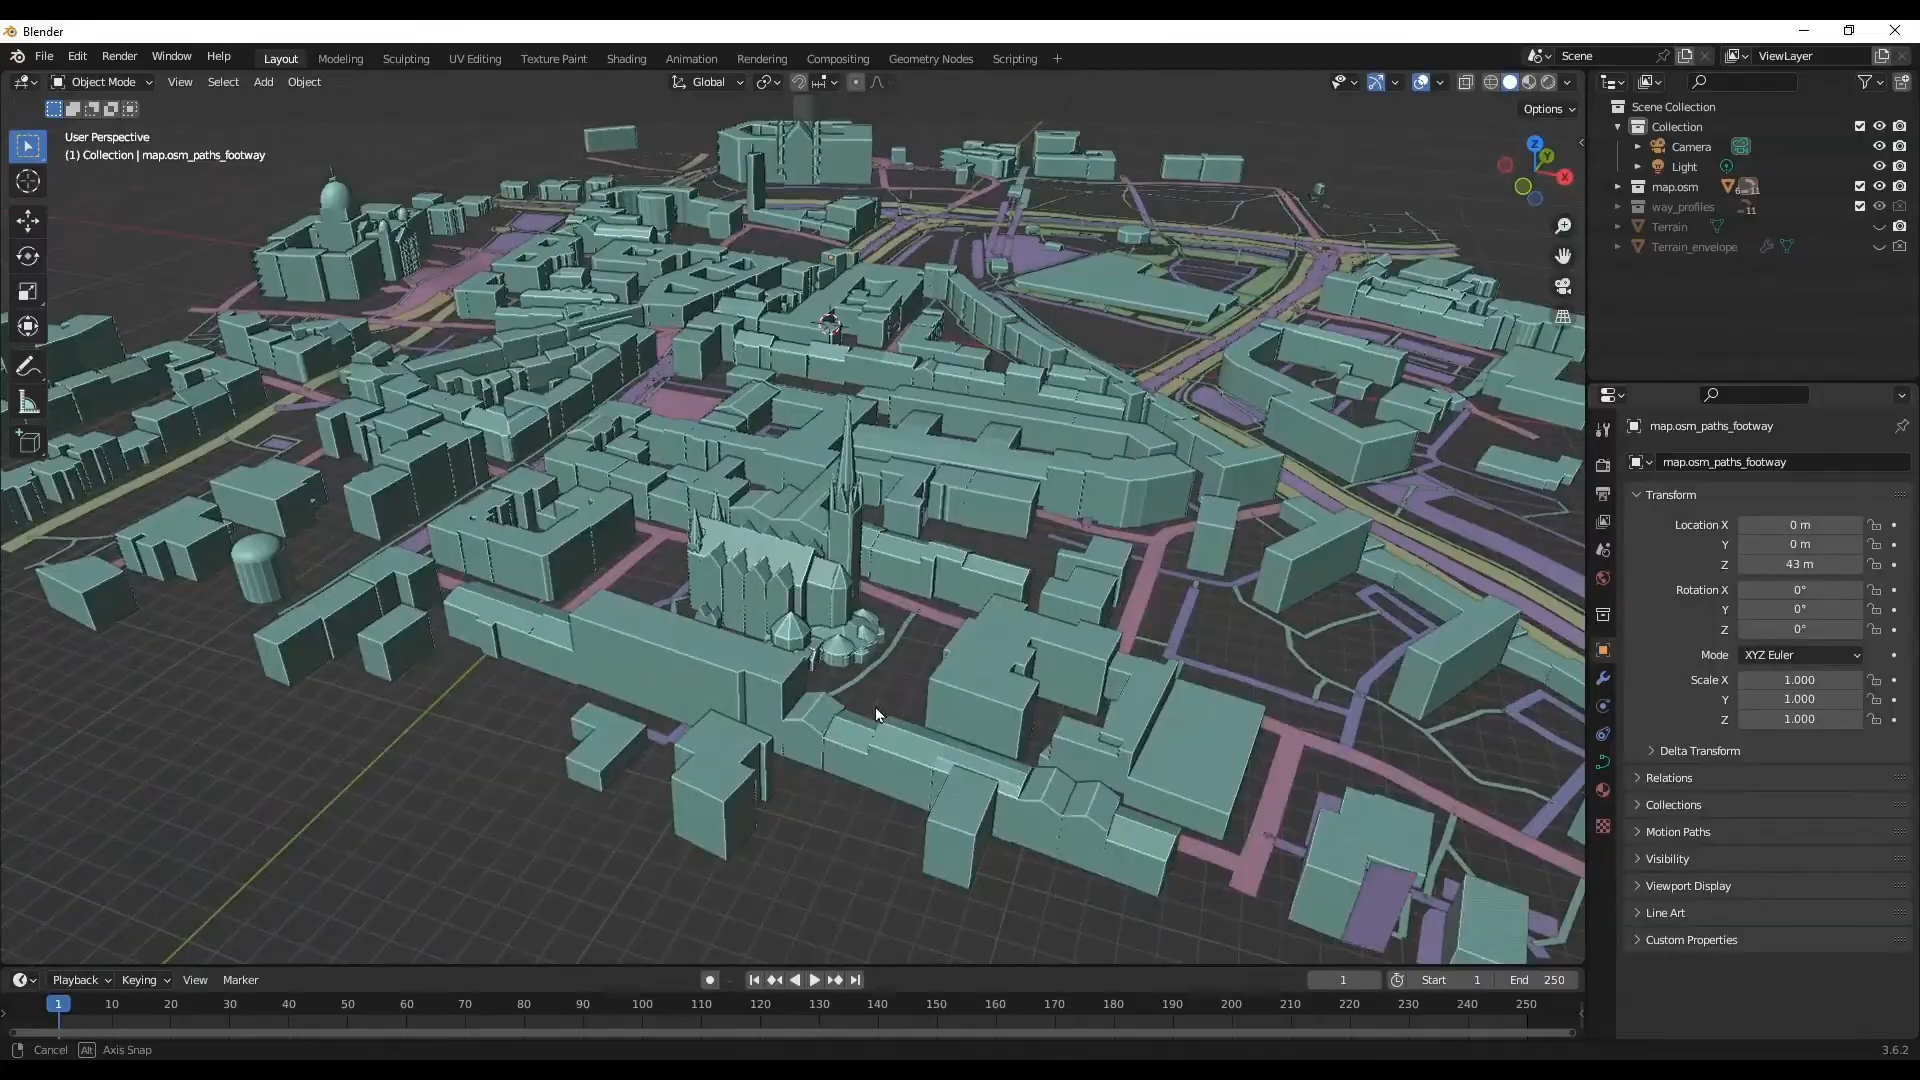 Blender
File Edit Render Window Help
Layout Modeling Sculpting UV Editing Texture Paint Shading Animation Rendering Compositing Geometry Nodes Scripting +
Scene
ViewLayer
Object Mode View Select Add Object
Global
Options
User Perspective
(1) Collection | map.osm_paths_footway
Z
Y
X
Scene Collection
Collection
Camera
Light
map.osm
way_profiles
11
Terrain
Terrain_envelope
map.osm_paths_footway
map.osm_paths_footway
Transform
Location X 0 m
Y 0 m
Z 43 m
Rotation X 0°
Y 0°
Z 0°
Mode XYZ Euler
Scale X 1.000
Y 1.000
Z 1.000
Delta Transform
Relations
Collections
Motion Paths
Visibility
Viewport Display
Line Art
Custom Properties
Playback Keying View Marker
1
Start 1 End 250
1 10 20 30 40 50 60 70 80 90 100 110 120 130 140 150 160 170 180 190 200 210 220 230 240 250
Cancel Alt Axis Snap
3.6.2